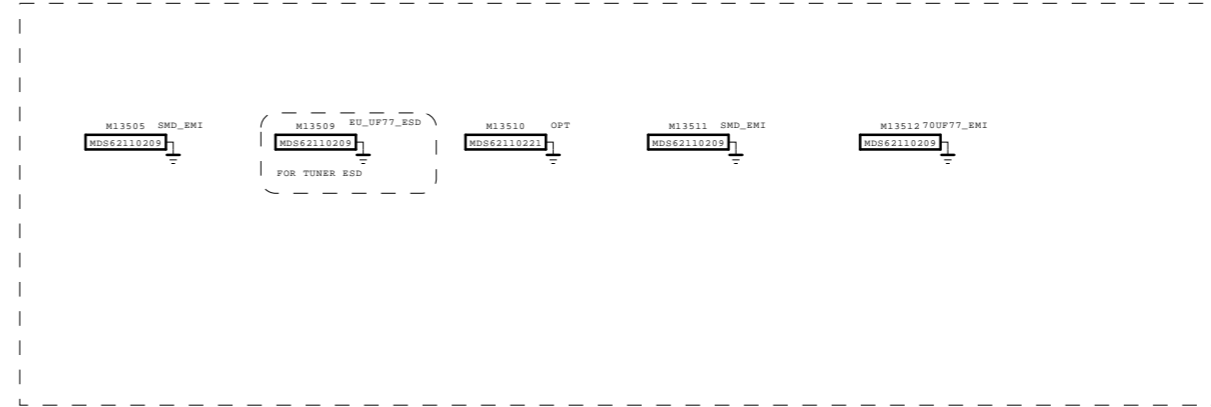 M13505 SMD_EMI
MDS62110209
M13509 EU_UF77_ESD
MDS62110209
FOR TUNER ESD
M13510 OPT
MDS62110221
M13511 SMD_EMI
MDS62110209
M13512 70UF77_EMI
MDS62110209